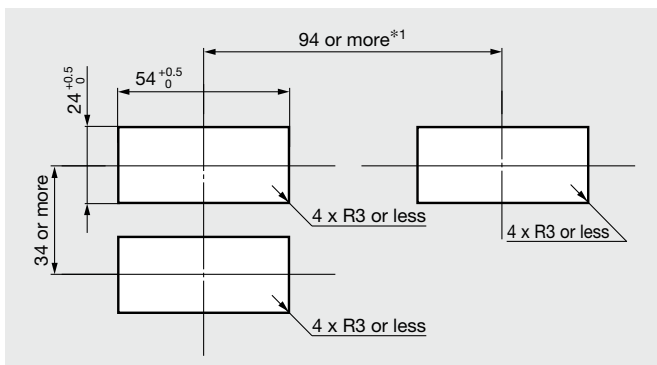 94 or more*1
54 +0.5 0
24 +0.5 0
34 or more
4 x R3 or less
4 x R3 or less
4 x R3 or less